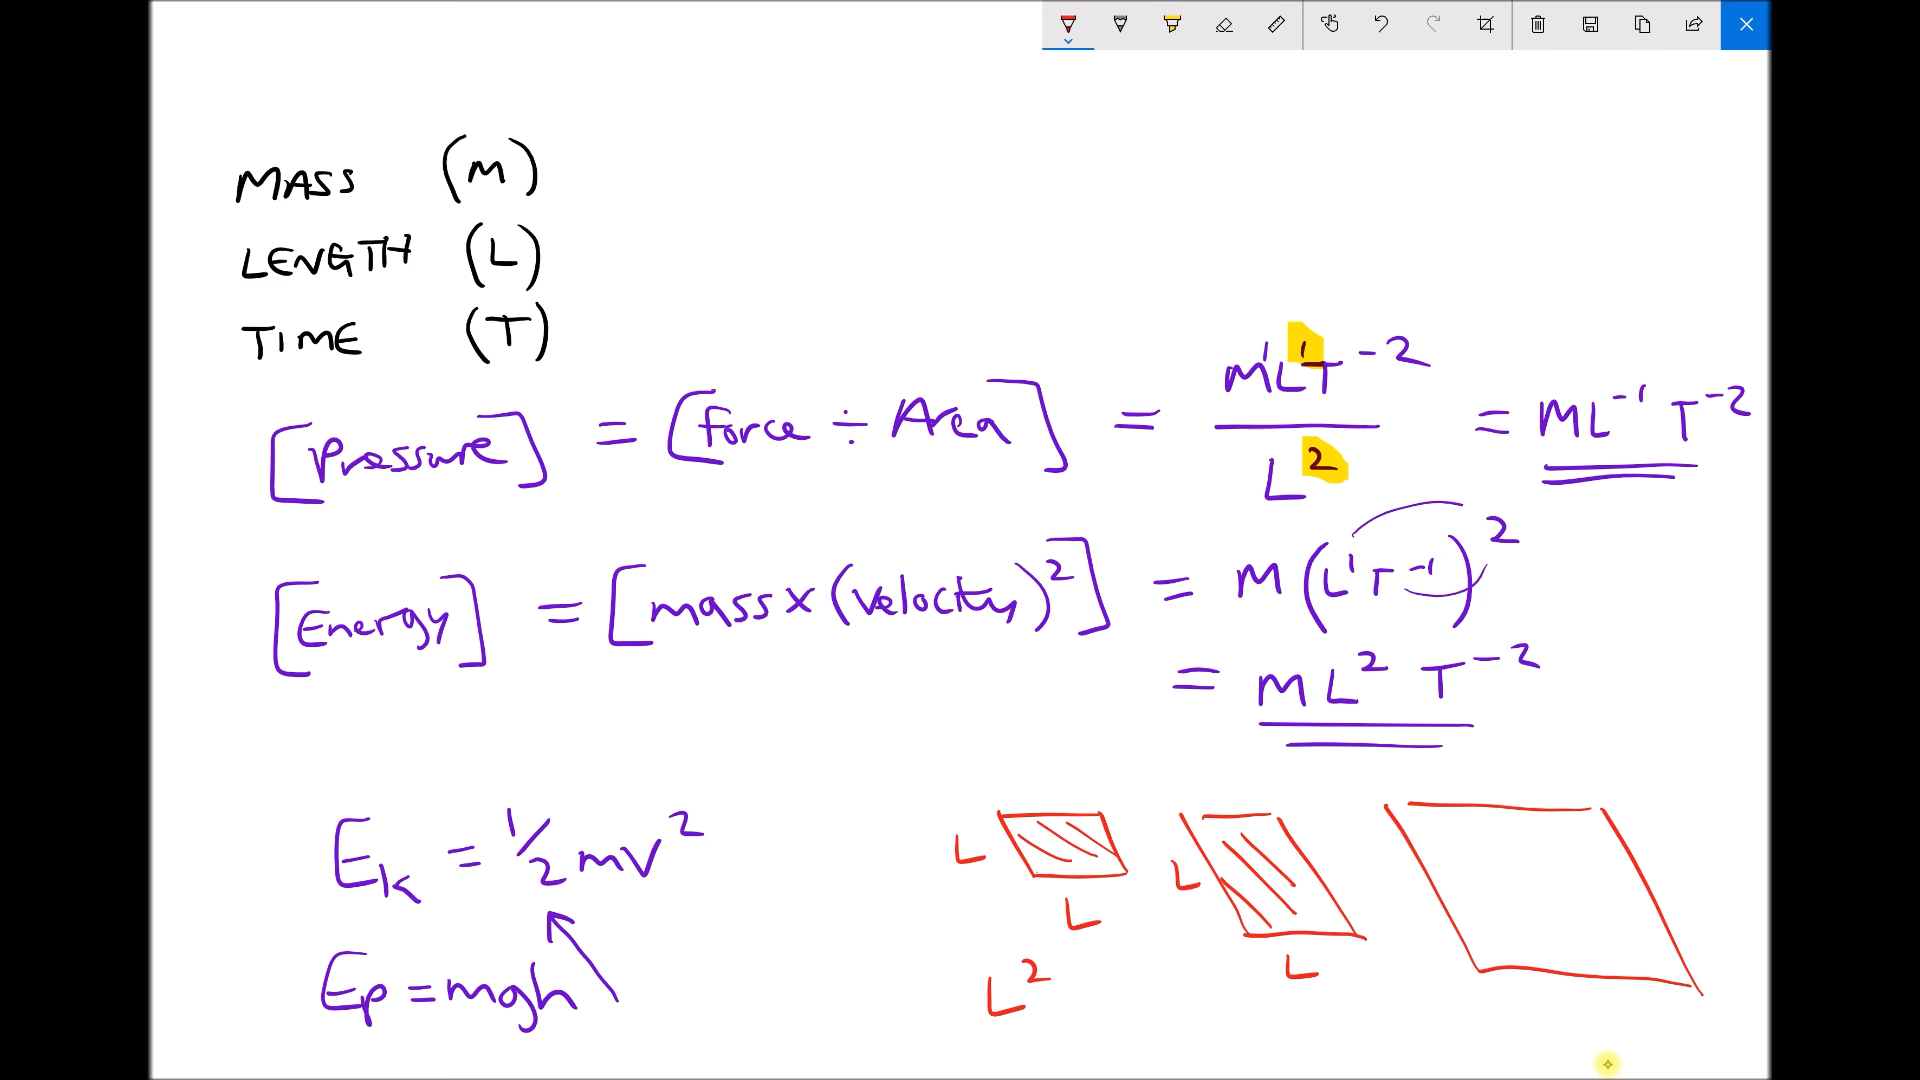 MASS (M)
LENGTH (L)
TIME (T)
[Pressure] = [Force ÷ Area] = M¹L¹T⁻² / L² = ML⁻¹T⁻²
[Energy] = [mass x (velocity)²] = M(L¹T⁻¹)²
= ML²T⁻²
Eₖ = ½mv²
Eₚ = mgh
L
L
L²
L
L